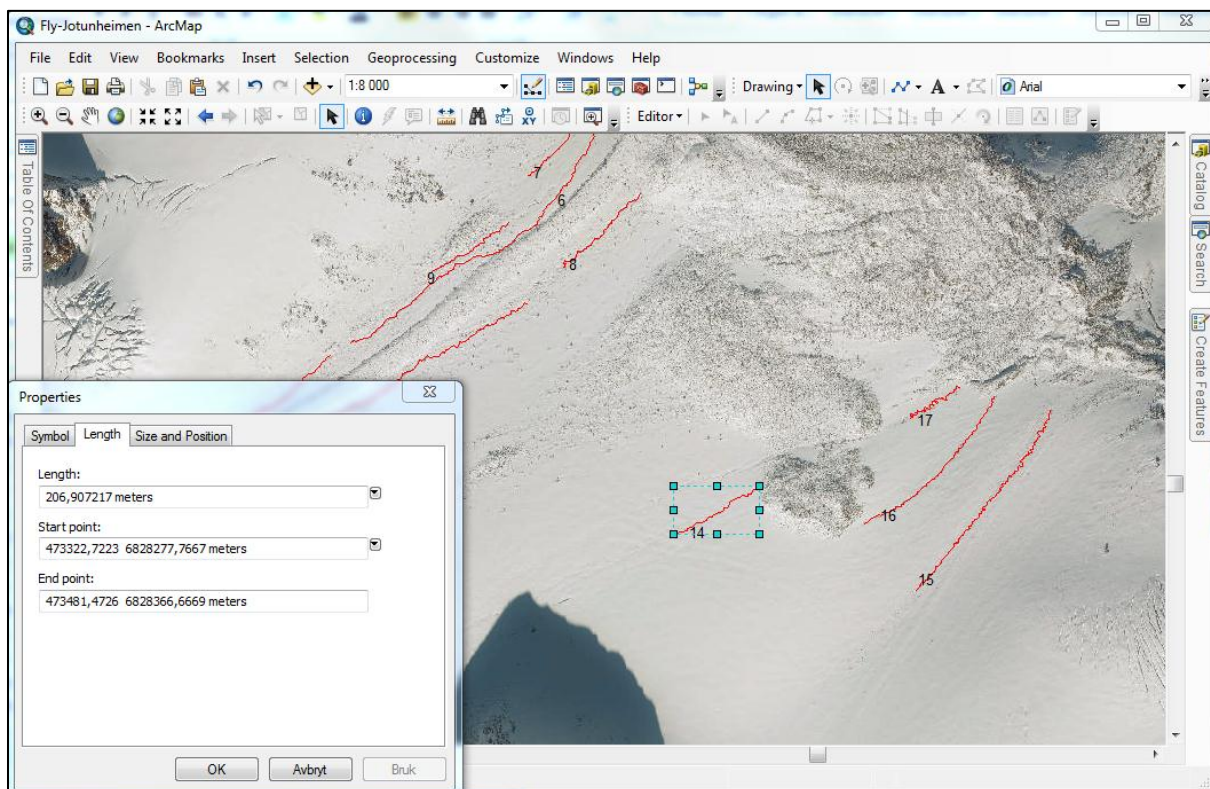 Fly-Jotunheimen - ArcMap
File Edit View Bookmarks Insert Selection Geoprocessing Customize Windows Help
1:8 000
Drawing
A
Arial
Editor
Table Of Contents
Catalog
Search
Create Features
7
6
8
9
17
16
14
15
Properties
Symbol Length Size and Position
Length:
206,907217 meters
Start point:
473322,7223 6828277,7667 meters
End point:
473481,4726 6828366,6669 meters
OK Avbryt Bruk